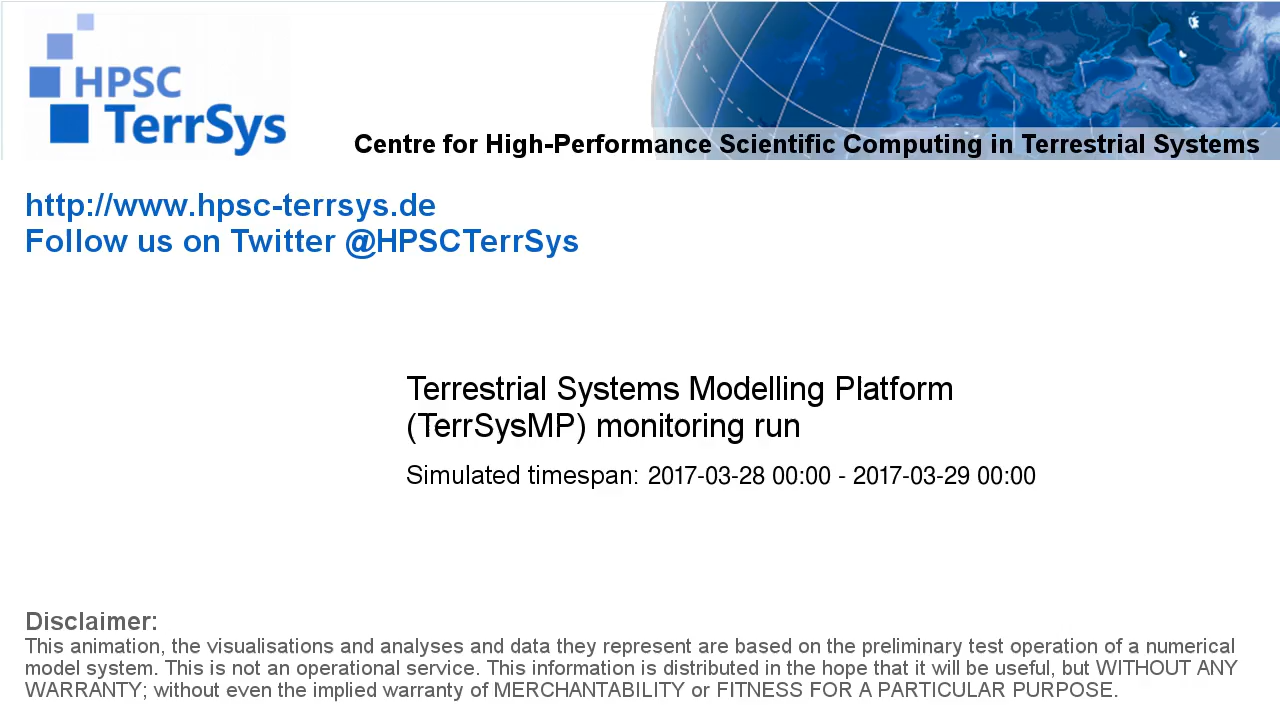 HPSC
TerrSys
Centre for High-Performance Scientific Computing in Terrestrial Systems
http://www.hpsc-terrsys.de
Follow us on Twitter @HPSCTerrSys
Terrestrial Systems Modelling Platform
(TerrSysMP) monitoring run
Simulated timespan: 2017-03-28 00:00 - 2017-03-29 00:00
Disclaimer:
This animation, the visualisations and analyses and data they represent are based on the preliminary test operation of a numerical
model system. This is not an operational service. This information is distributed in the hope that it will be useful, but WITHOUT ANY
WARRANTY; without even the implied warranty of MERCHANTABILITY or FITNESS FOR A PARTICULAR PURPOSE.